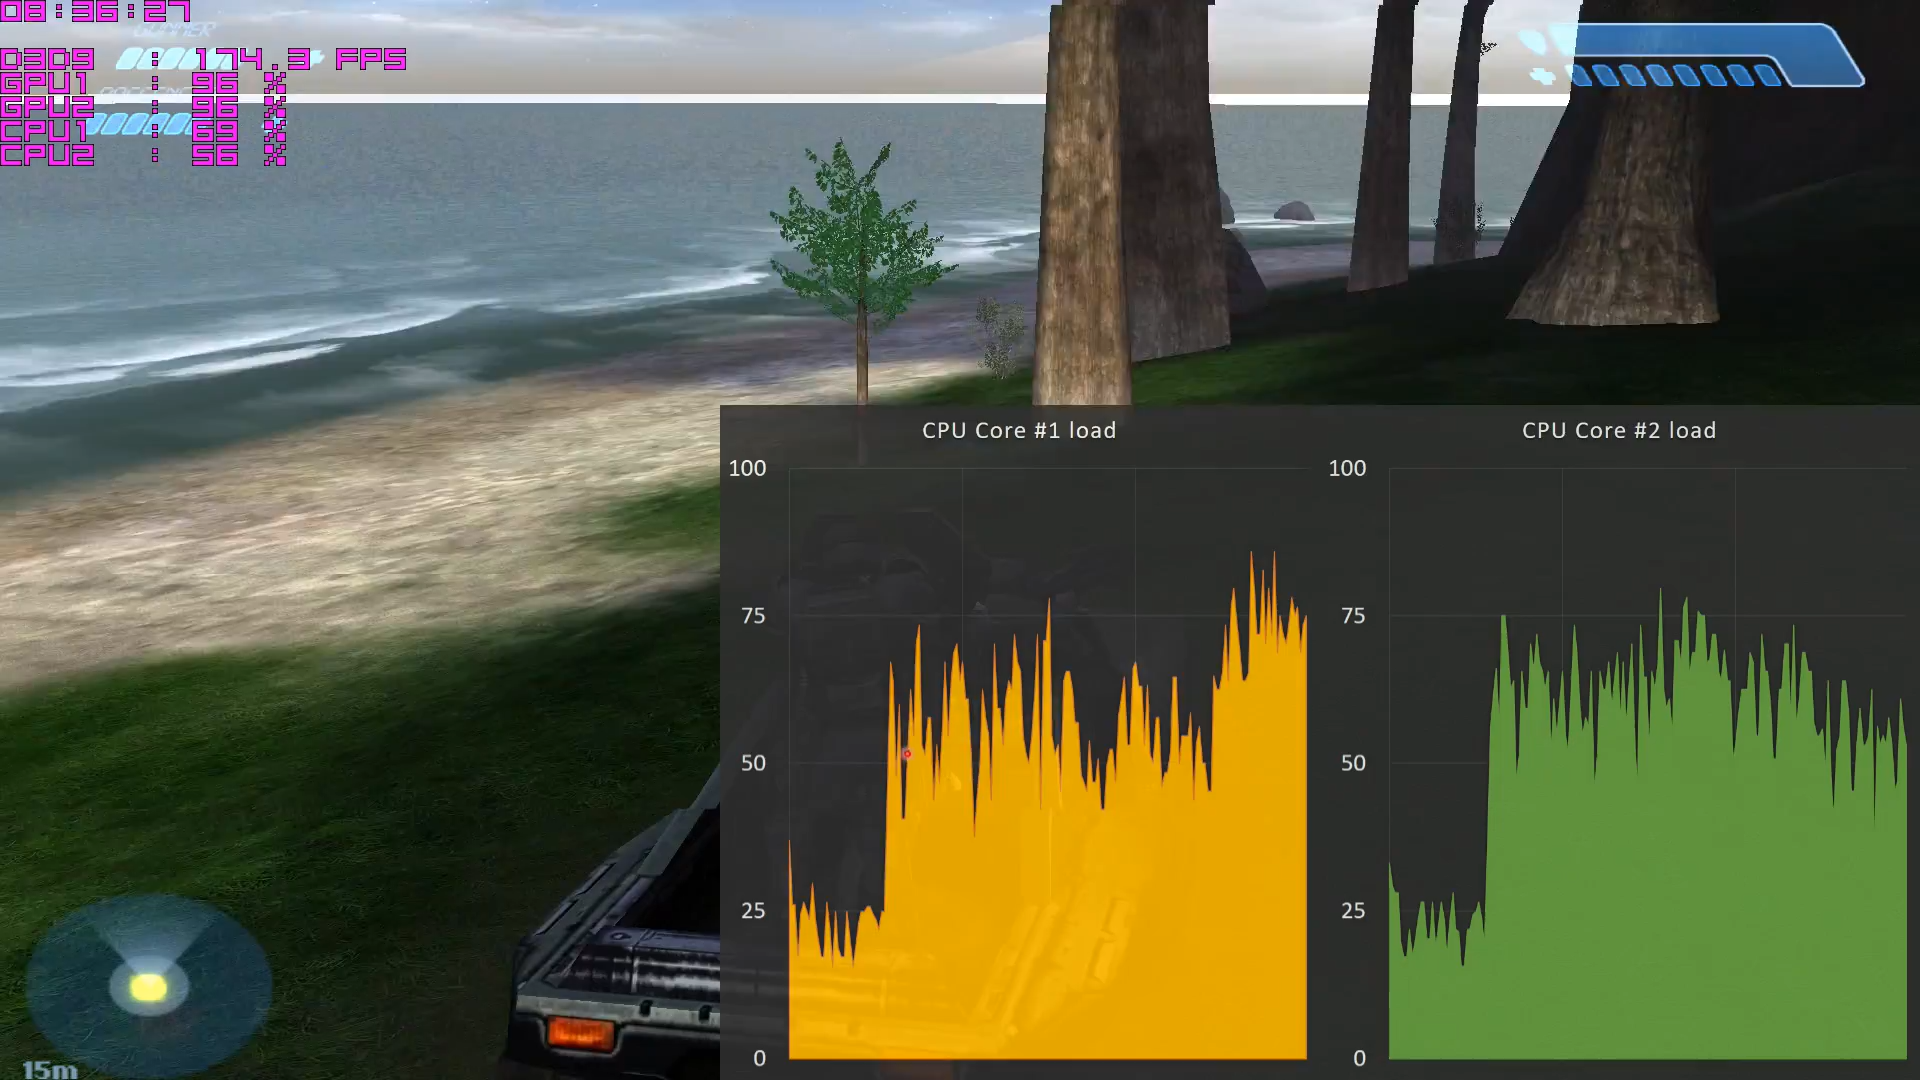 08:36:27
GUNNER
D3D9 : 174.3 FPS
GPU1 : 96 %
GPU2 : 96 %
CPU1 : 69 %
CPU2 : 56 %
CPU Core #1 load
100
75
50
25
0
CPU Core #2 load
100
75
50
25
0
15m